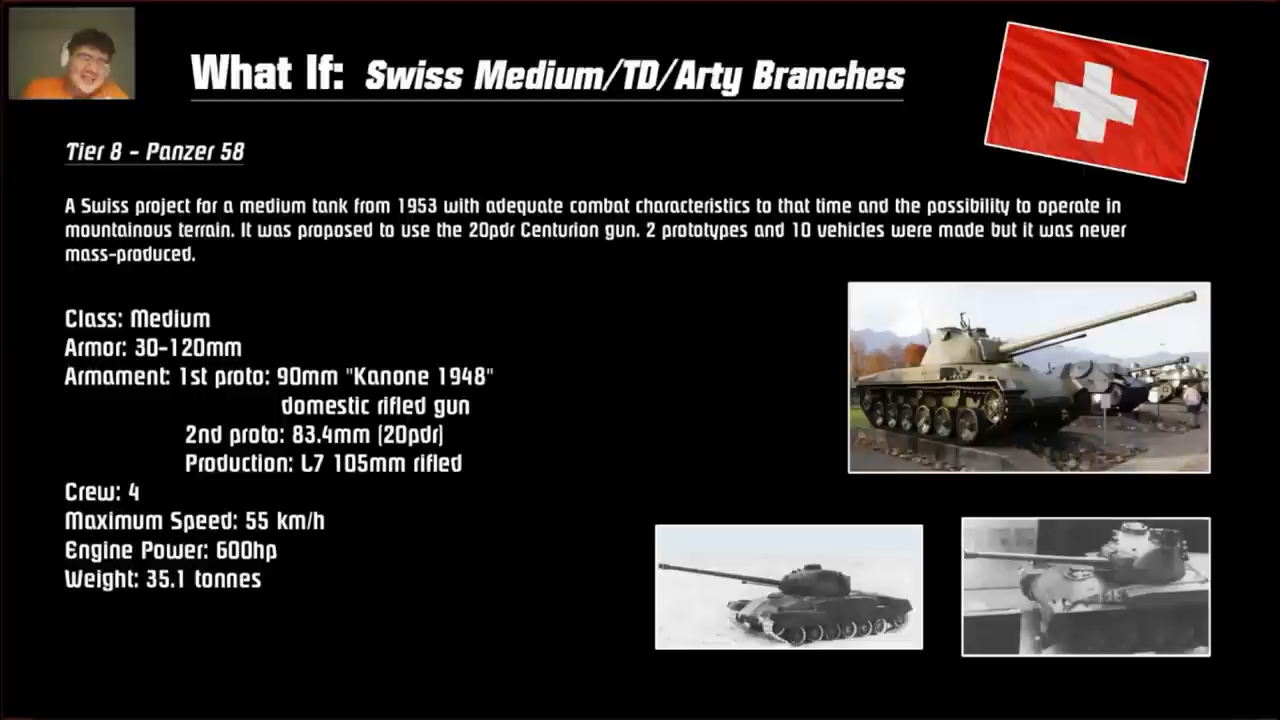 What If: Swiss Medium/TD/Arty Branches
Tier 8 - Panzer 58
A Swiss project for a medium tank from 1953 with adequate combat characteristics to that time and the possibility to operate in
mountainous terrain. It was proposed to use the 20pdr Centurion gun. 2 prototypes and 10 vehicles were made but it was never
mass-produced.
Class: Medium
Armor: 30-120mm
Armament: 1st proto: 90mm "Kanone 1948"
domestic rifled gun
2nd proto: 83.4mm (20pdr)
Production: L7 105mm rifled
Crew: 4
Maximum Speed: 55 km/h
Engine Power: 600hp
Weight: 35.1 tonnes